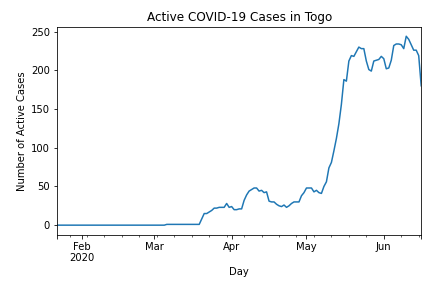 Active COVID-19 Cases in Togo
Number of Active Cases
250
200
150
100
50
0
Feb Mar Apr May Jun
2020
Day